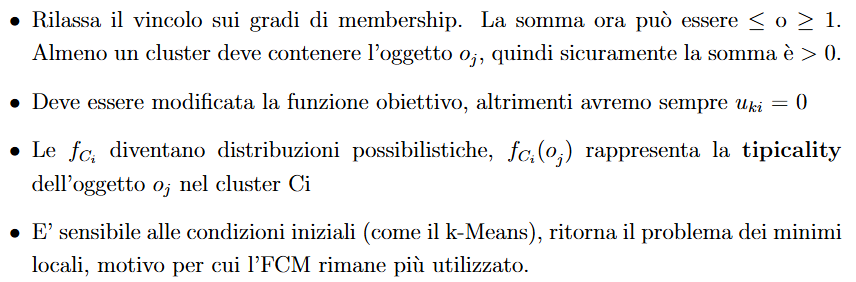 • Rilassa il vincolo sui gradi di membership. La somma ora può essere ≤ o ≥ 1.
Almeno un cluster deve contenere l'oggetto $o_j$, quindi sicuramente la somma è > 0.
• Deve essere modificata la funzione obiettivo, altrimenti avremo sempre $u_{ki} = 0$
• Le $f_{C_i}$ diventano distribuzioni possibilistiche, $f_{C_i}(o_j)$ rappresenta la tipicality
dell'oggetto $o_j$ nel cluster Ci
• E' sensibile alle condizioni iniziali (come il k-Means), ritorna il problema dei minimi
locali, motivo per cui l'FCM rimane più utilizzato.